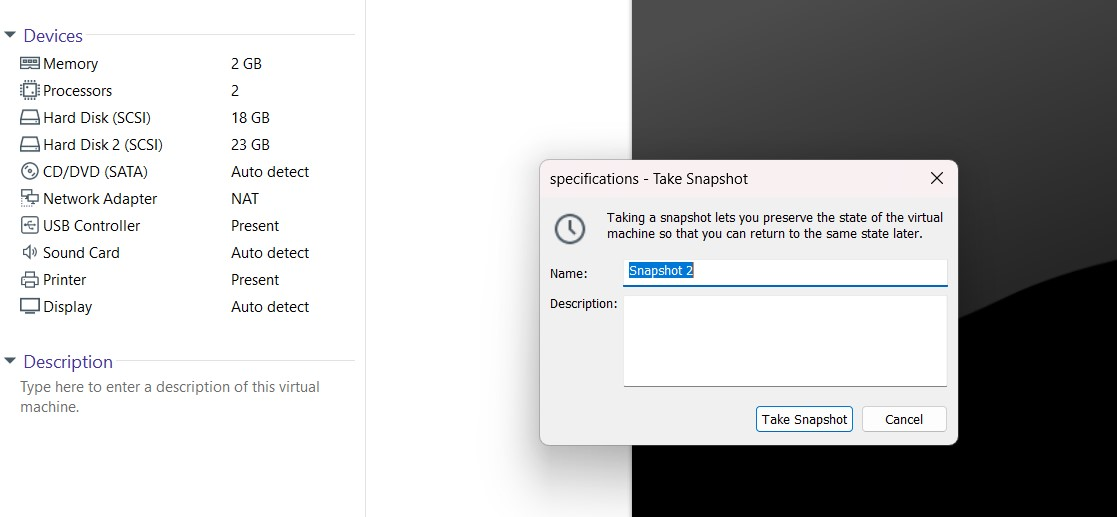 Devices
Memory 2 GB
Processors 2
Hard Disk (SCSI) 18 GB
Hard Disk 2 (SCSI) 23 GB
CD/DVD (SATA) Auto detect
Network Adapter NAT
USB Controller Present
Sound Card Auto detect
Printer Present
Display Auto detect
Description
Type here to enter a description of this virtual
machine.
specifications - Take Snapshot
Taking a snapshot lets you preserve the state of the virtual
machine so that you can return to the same state later.
Name: Snapshot 2
Description:
Take Snapshot Cancel